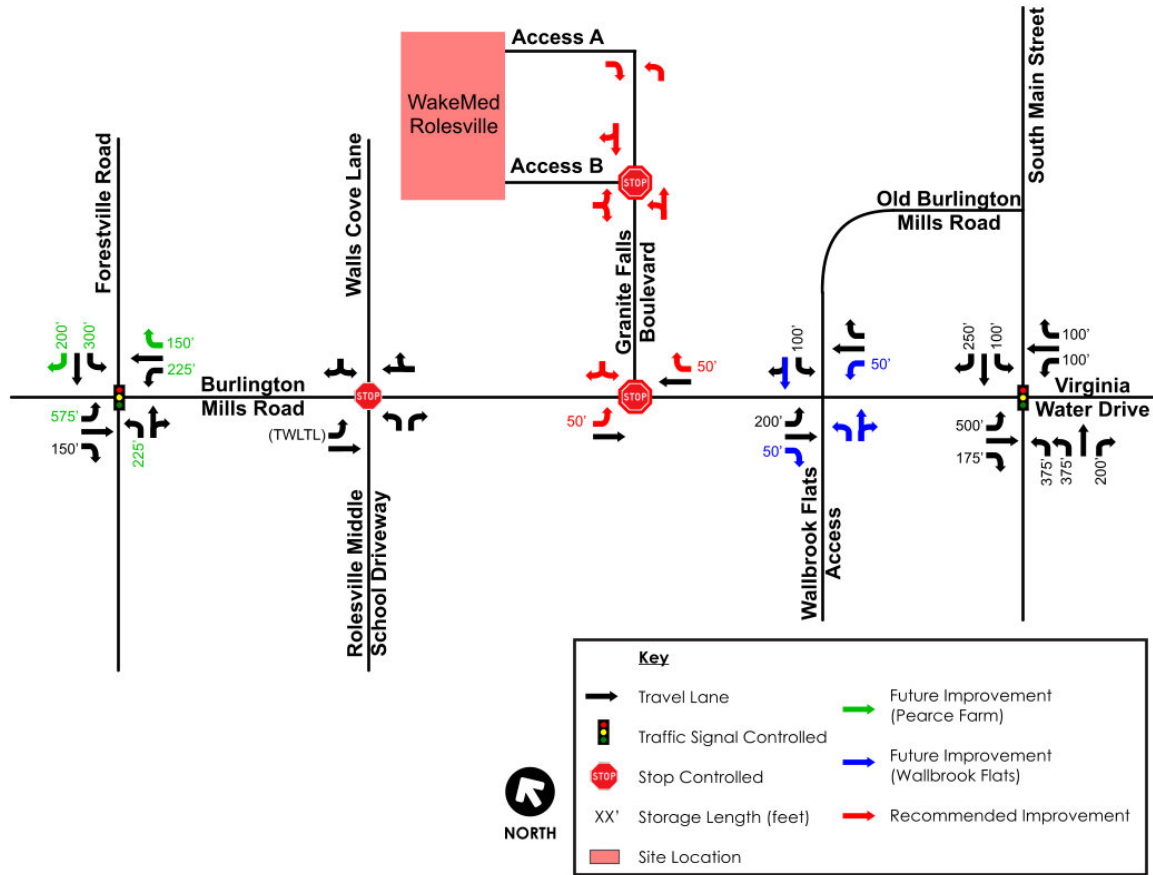 Access A
WakeMed
Rolesville
Access B
STOP
South Main Street
Forestville Road
Walls Cove Lane
Granite Falls
Boulevard
Old Burlington
Mills Road
200'
300'
150'
225'
575'
150'
225'
Burlington
Mills Road
STOP
(TWLTL)
Rolesville Middle
School Driveway
50'
STOP
50'
100'
50'
200'
50'
Wallbrook Flats
Access
250'
100'
100'
100'
Virginia
Water Drive
500'
175'
375'
375'
200'
Key
Travel Lane
Traffic Signal Controlled
STOP
Stop Controlled
XX'
Storage Length (feet)
Site Location
Future Improvement
(Pearce Farm)
Future Improvement
(Wallbrook Flats)
Recommended Improvement
NORTH